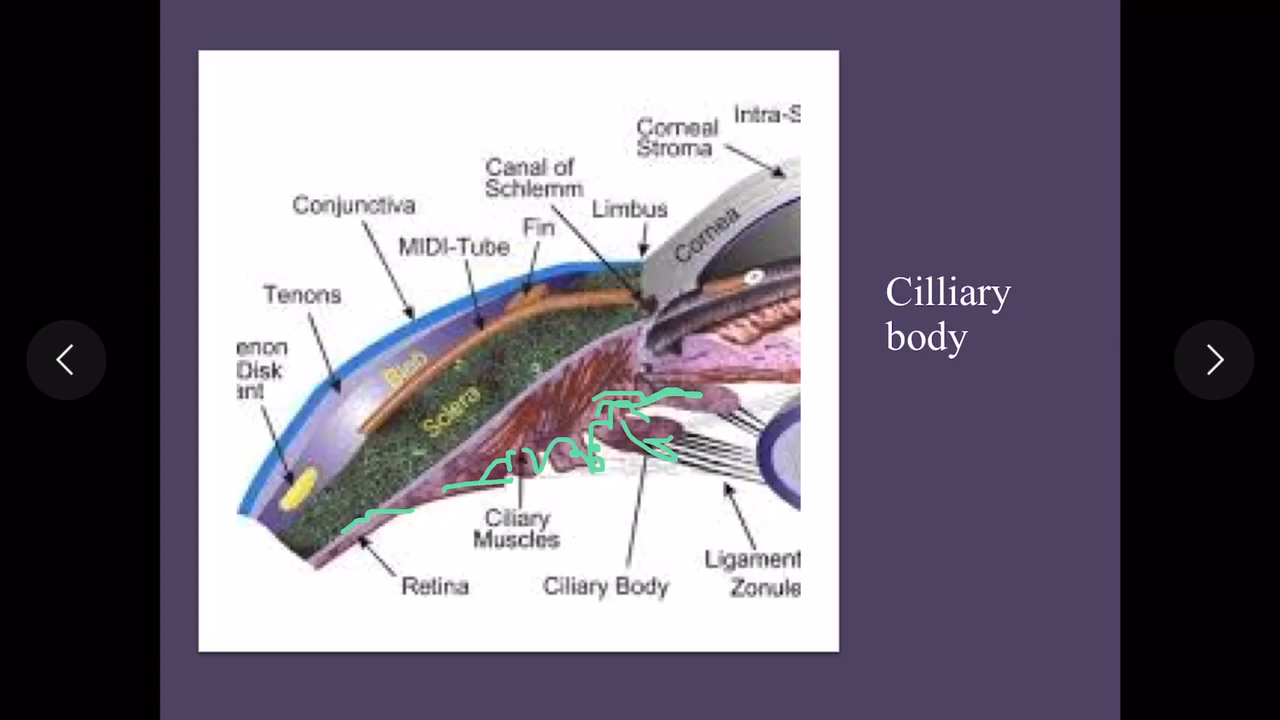 Intra-S
Corneal
Stroma
Canal of
Schlemm
Limbus
Conjunctiva
Fin
MIDI-Tube
Cornea
Tenons
enon
Disk
ant
Bleb
Sclera
Cilliary
body
Ciliary
Muscles
Retina
Ciliary Body
Ligament
Zonule